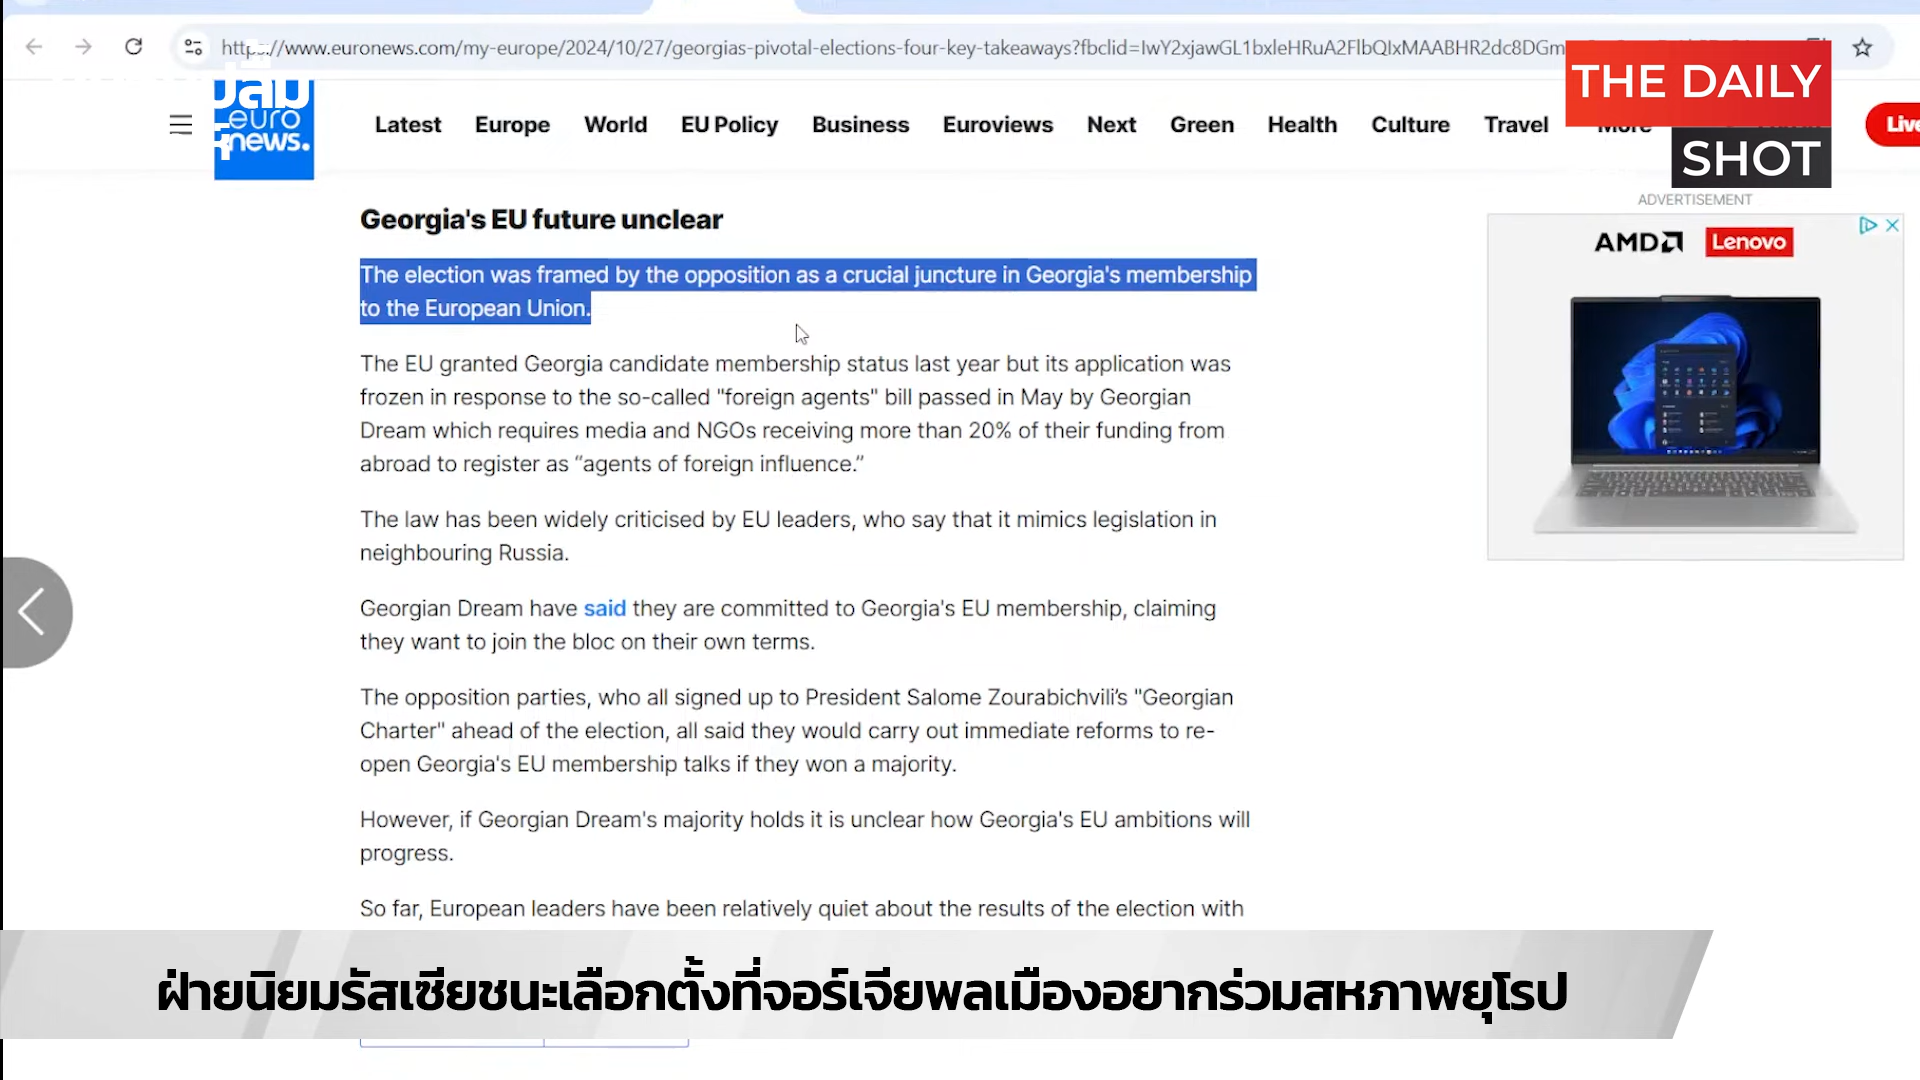 https://www.euronews.com/my-europe/2024/10/27/georgias-pivotal-elections-four-key-takeaways?fbclid=IwY2xjawGL1bxleHRuA2FlbQIxMAABHR2dc8DGm
THE DAILY
SHOT
euro
news.
Latest Europe World EU Policy Business Euroviews Next Green Health Culture Travel More Live
ADVERTISEMENT
AMD Lenovo
Georgia's EU future unclear
The election was framed by the opposition as a crucial juncture in Georgia's membership
to the European Union.
The EU granted Georgia candidate membership status last year but its application was
frozen in response to the so-called "foreign agents" bill passed in May by Georgian
Dream which requires media and NGOs receiving more than 20% of their funding from
abroad to register as “agents of foreign influence.”
The law has been widely criticised by EU leaders, who say that it mimics legislation in
neighbouring Russia.
Georgian Dream have said they are committed to Georgia's EU membership, claiming
they want to join the bloc on their own terms.
The opposition parties, who all signed up to President Salome Zourabichvili’s "Georgian
Charter" ahead of the election, all said they would carry out immediate reforms to re-
open Georgia's EU membership talks if they won a majority.
However, if Georgian Dream's majority holds it is unclear how Georgia's EU ambitions will
progress.
So far, European leaders have been relatively quiet about the results of the election with
ฝ่ายนิยมรัสเซียชนะเลือกตั้งที่จอร์เจียพลเมืองอยากร่วมสหภาพยุโรป